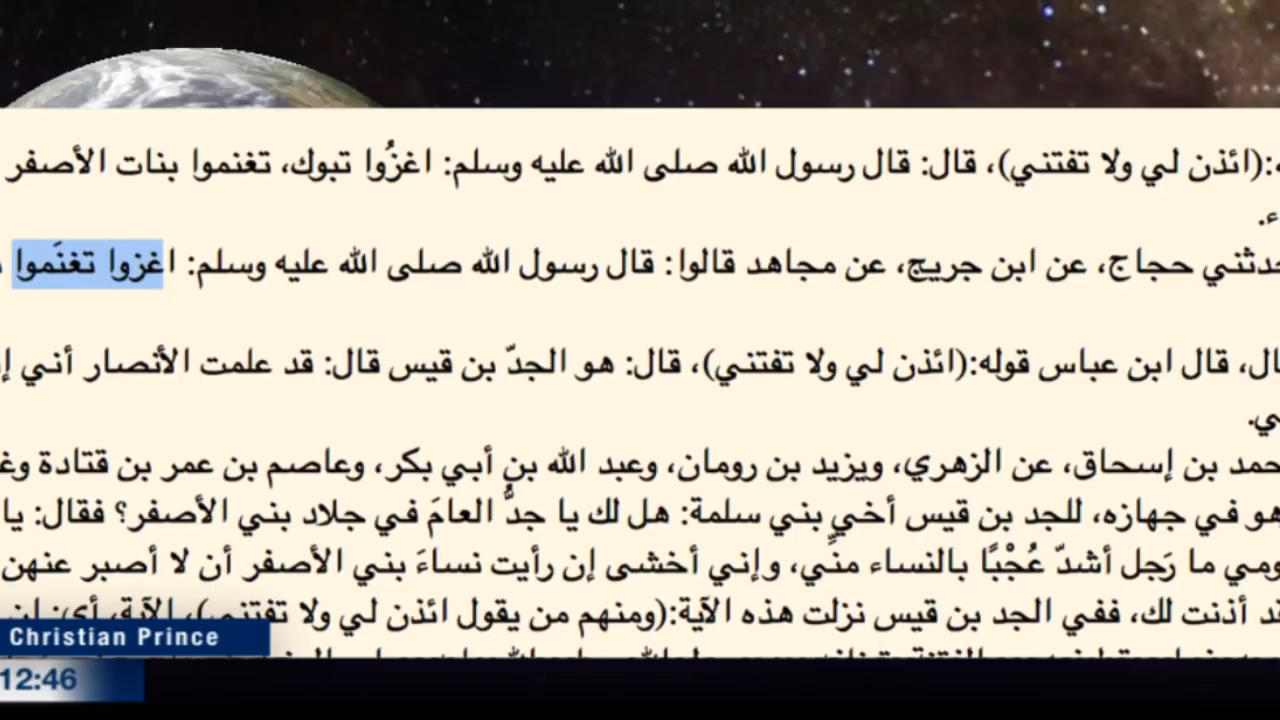 :(ائذن لي ولا تفتني)، قال: قال رسول الله صلى الله عليه وسلم: اغزُوا تبوك، تغنموا بنات الأصفر
ء.
حدثني حجاج، عن ابن جريج، عن مجاهد قالوا: قال رسول الله صلى الله عليه وسلم: اغزوا تغنَموا
قال، قال ابن عباس قوله:(ائذن لي ولا تفتني)، قال: هو الجدّ بن قيس قال: قد علمت الأنصار أني
ي.
حمد بن إسحاق، عن الزهري، ويزيد بن رومان، وعبد الله بن أبي بكر، وعاصم بن عمر بن قتادة
هو في جهازه، للجد بن قيس أخي بني سلمة: هل لك يا جدُّ العامَ في جلاد بني الأصفر؟ فقال: يا
ومي ما رَجل أشدّ عُجْبًا بالنساء منِّي، وإني أخشى إن رأيت نساءَ بني الأصفر أن لا أصبر عنهن
قد أذنت لك، ففي الجد بن قيس نزلت هذه الآية:(ومنهم من يقول ائذن لي ولا تفتني)، الآية، أي: إن
Christian Prince
12:46